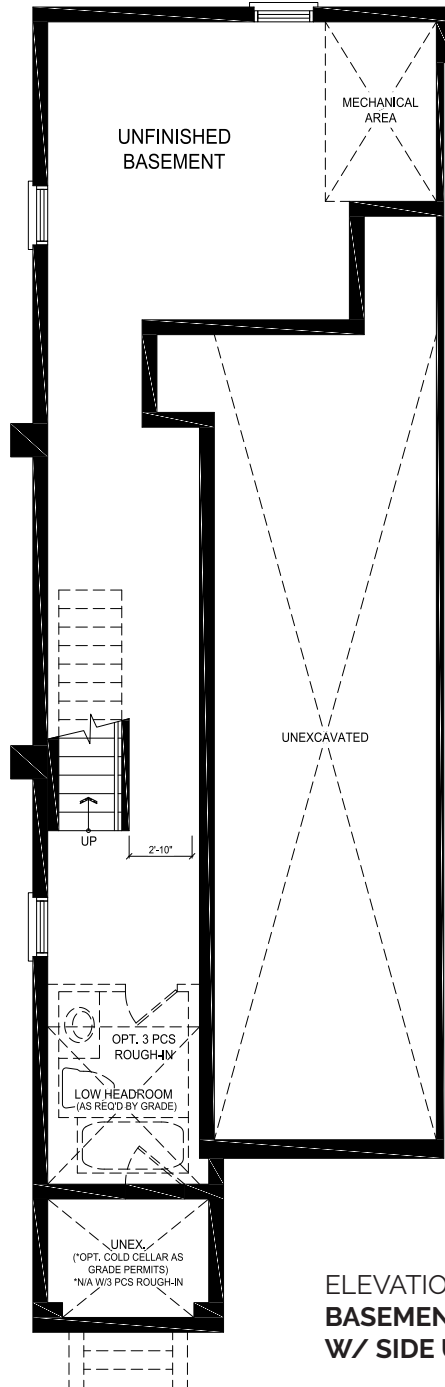 MECHANICAL
AREA
UNFINISHED
BASEMENT
UNEXCAVATED
UP
2'-10"
OPT. 3 PCS
ROUGH-IN
LOW HEADROOM
(AS REQ'D BY GRADE)
UNEX.
(*OPT. COLD CELLAR AS
GRADE PERMITS)
*N/A W/3 PCS ROUGH-IN
ELEVATIO
BASEMEN
W/ SIDE U